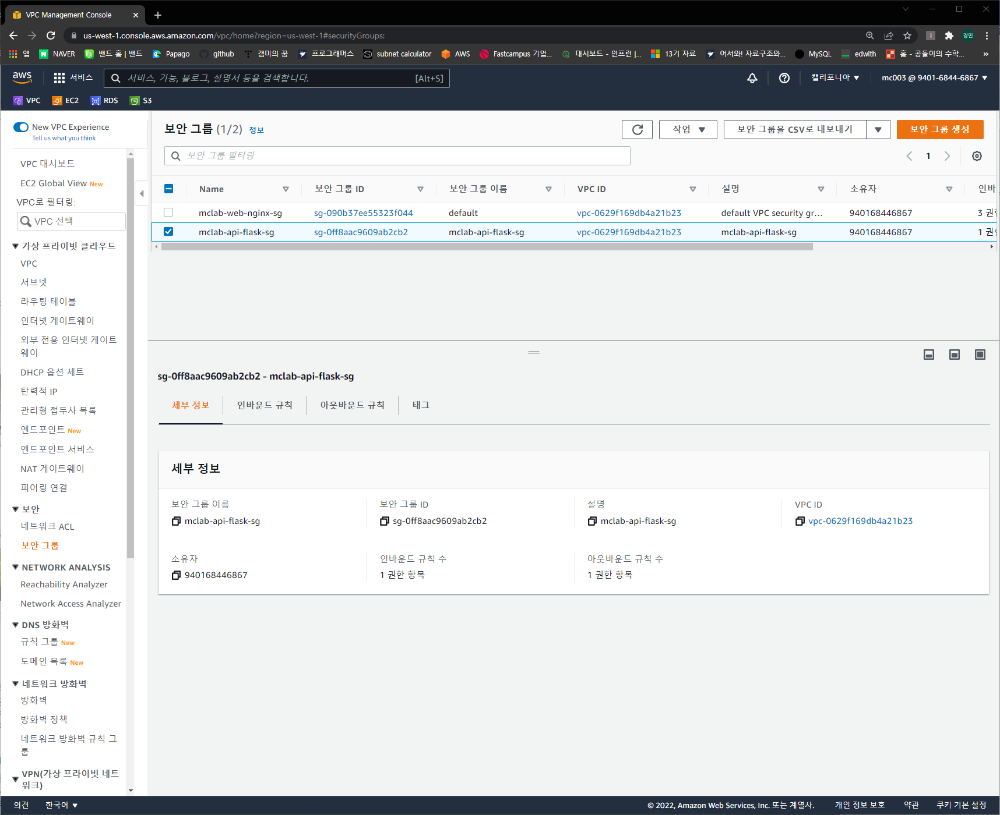 VPC Management Console
us-west-1.console.aws.amazon.com/vpc/home?region=us-west-1#securityGroups:
경민
앱 NAVER 밴드 홈 | 밴드 Papago github 캠미의 꿈 프로그래머스 subnet calculator AWS Fastcampus 기업... 대시보드 - 인프런 |... 13기 자료 어서와! 자료구조와... MySQL edwith 홈 - 공돌이의 수학... »
aws 서비스 서비스, 기능, 블로그, 설명서 등을 검색합니다. [Alt+S] 캘리포니아 ▼ mc003 @ 9401-6844-6867 ▼
VPC EC2 RDS S3
New VPC Experience
Tell us what you think
VPC 대시보드
EC2 Global View New
VPC로 필터링:
VPC 선택
가상 프라이빗 클라우드
VPC
서브넷
라우팅 테이블
인터넷 게이트웨이
외부 전용 인터넷 게이트
웨이
DHCP 옵션 세트
탄력적 IP
관리형 접두사 목록
엔드포인트 New
엔드포인트 서비스
NAT 게이트웨이
피어링 연결
보안
네트워크 ACL
보안 그룹
NETWORK ANALYSIS
Reachability Analyzer
Network Access Analyzer
DNS 방화벽
규칙 그룹 New
도메인 목록 New
네트워크 방화벽
방화벽
방화벽 정책
네트워크 방화벽 규칙 그
룹
VPN(가상 프라이빗 네트
워크)
보안 그룹 (1/2) 정보
작업 ▼ 보안 그룹을 CSV로 내보내기 ▼ 보안 그룹 생성
보안 그룹 필터링
1
Name 보안 그룹 ID 보안 그룹 이름 VPC ID 설명 소유자 인바
mclab-web-nginx-sg sg-090b37ee55323f044 default vpc-0629f169db4a21b23 default VPC security gr... 940168446867 3 권한
mclab-api-flask-sg sg-0ff8aac9609ab2cb2 mclab-api-flask-sg vpc-0629f169db4a21b23 mclab-api-flask-sg 940168446867 1 권한
sg-0ff8aac9609ab2cb2 - mclab-api-flask-sg
세부 정보 인바운드 규칙 아웃바운드 규칙 태그
세부 정보
보안 그룹 이름 보안 그룹 ID 설명 VPC ID
mclab-api-flask-sg sg-0ff8aac9609ab2cb2 mclab-api-flask-sg vpc-0629f169db4a21b23
소유자 인바운드 규칙 수 아웃바운드 규칙 수
940168446867 1 권한 항목 1 권한 항목
의견 한국어 ▼ © 2022, Amazon Web Services, Inc. 또는 계열사. 개인 정보 보호 약관 쿠키 기본 설정